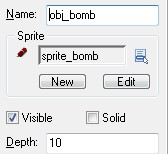 Name: obj_bomb
Sprite
sprite_bomb
New Edit
Visible Solid
Depth: 10